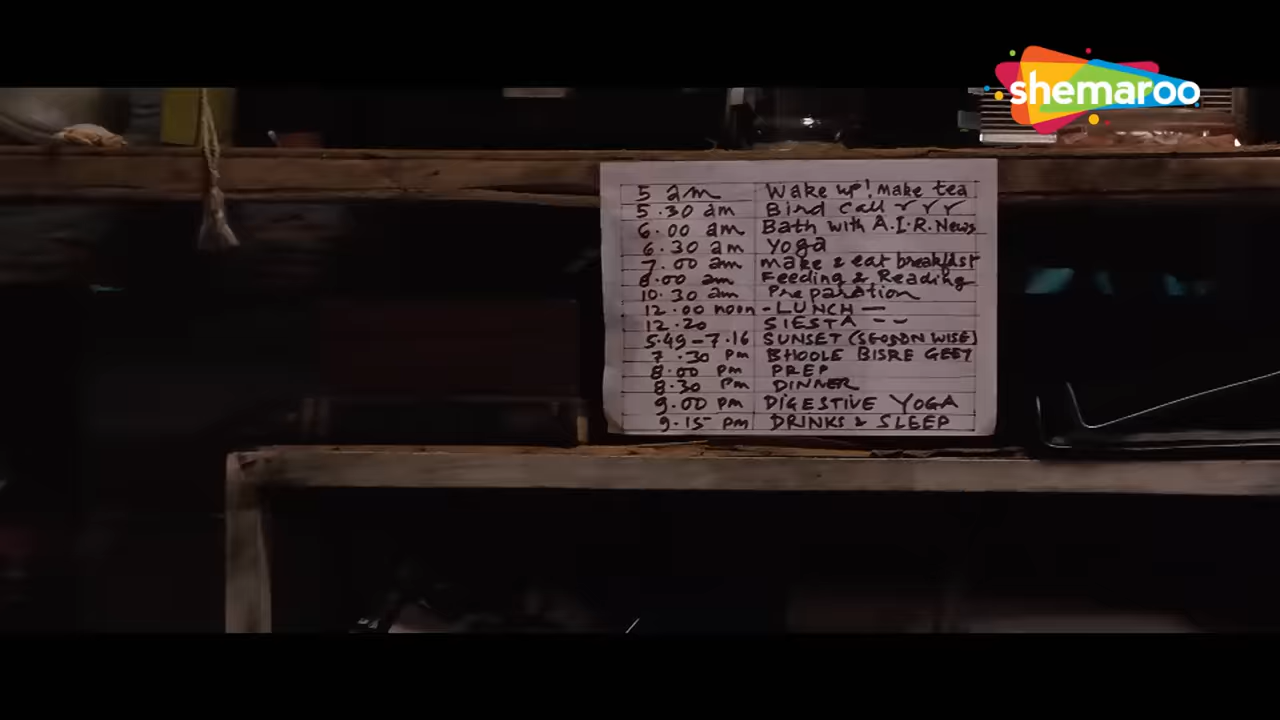 shemaroo
5 am Wake up! Make tea
5.30 am Bird Call ✓ ✓ ✓
6.00 am Bath with A.I.R. News
6.30 am Yoga
7.00 am make & eat breakfast
8.00 am Feeding & Reading
10.30 am Preparation
12.00 noon - LUNCH —
12.20 SIESTA - -
5.49 - 7.16 SUNSET (SEOSON WISE)
7.30 Pm BHOOLE BISRE GEET
8.00 pm PREP
8.30 Pm DINNER
9.00 pm DIGESTIVE YOGA
9.15 pm DRINKS & SLEEP